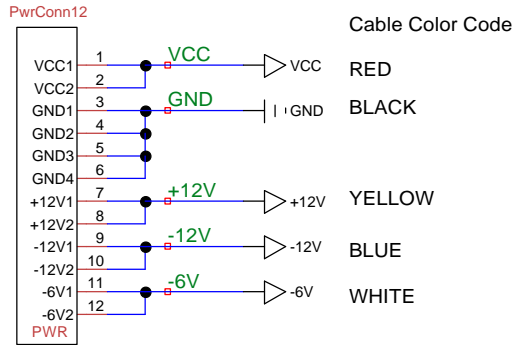 PwrConn12
Cable Color Code
VCC1 1 VCC VCC RED
VCC2 2
GND1 3 GND GND BLACK
GND2 4
GND3 5
GND4 6
+12V1 7 +12V +12V YELLOW
+12V2 8
-12V1 9 -12V -12V BLUE
-12V2 10
-6V1 11 -6V -6V WHITE
-6V2 12
PWR